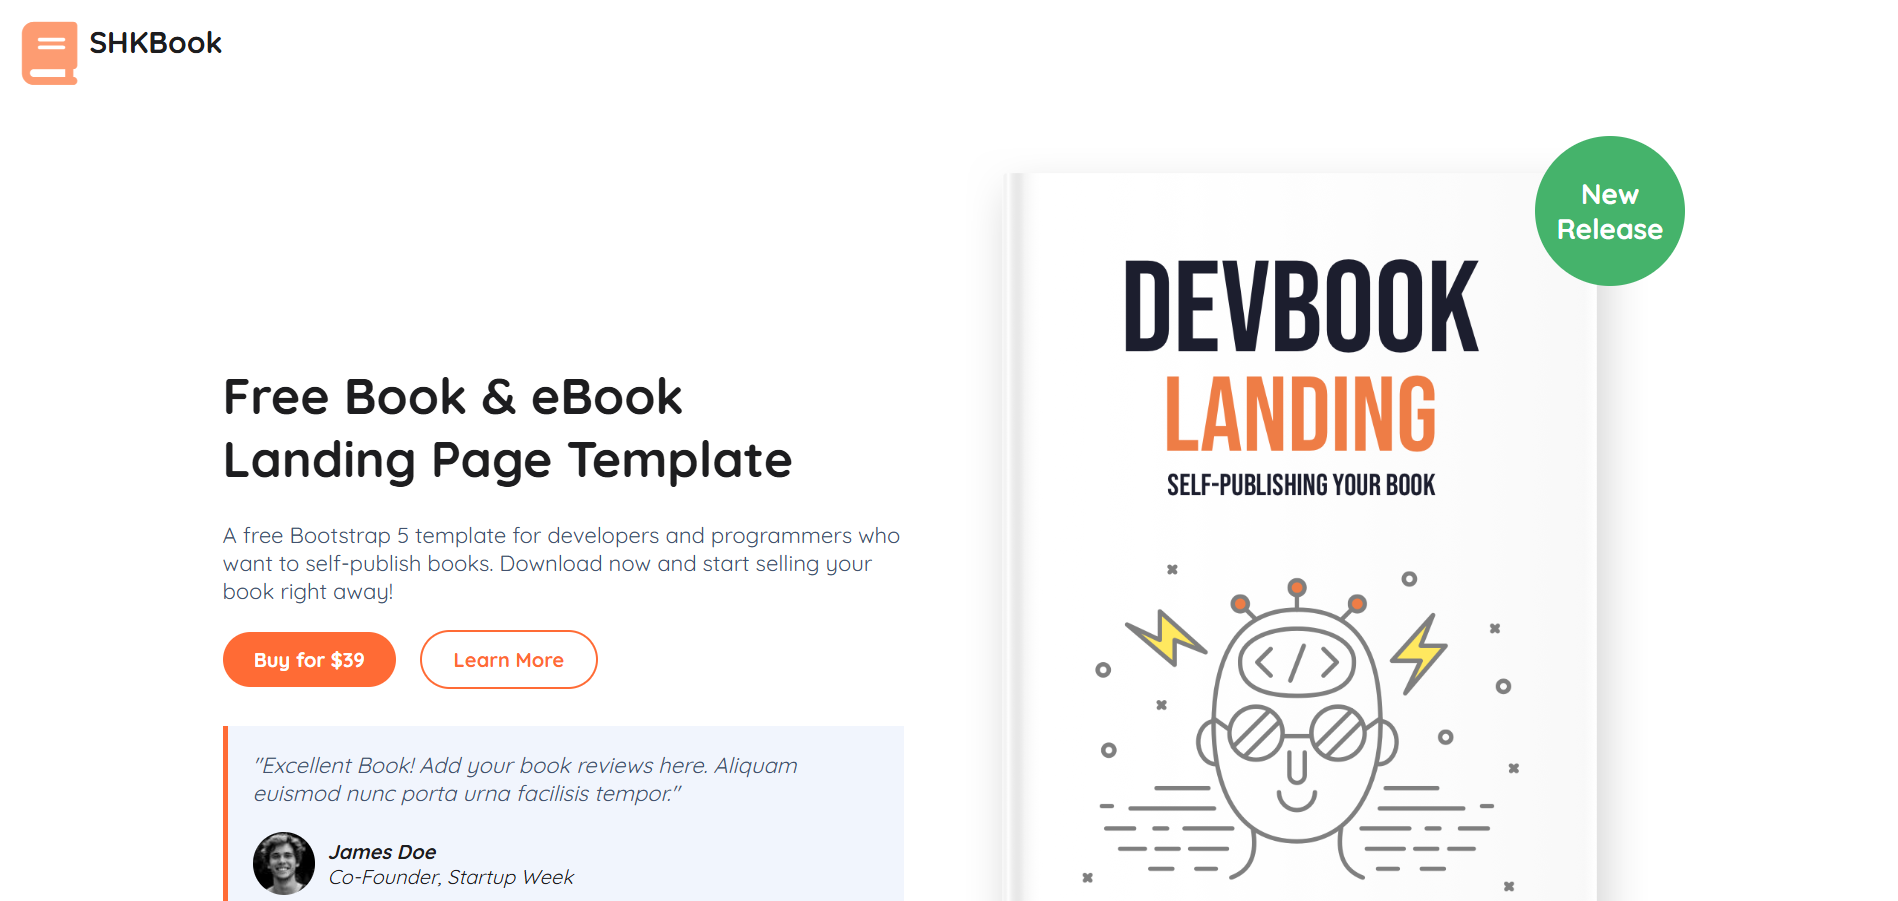 SHKBook
New
Release
DEVBOOK
LANDING
SELF-PUBLISHING YOUR BOOK
Free Book & eBook
Landing Page Template
A free Bootstrap 5 template for developers and programmers who
want to self-publish books. Download now and start selling your
book right away!
Buy for $39
Learn More
"Excellent Book! Add your book reviews here. Aliquam
euismod nunc porta urna facilisis tempor."
James Doe
Co-Founder, Startup Week